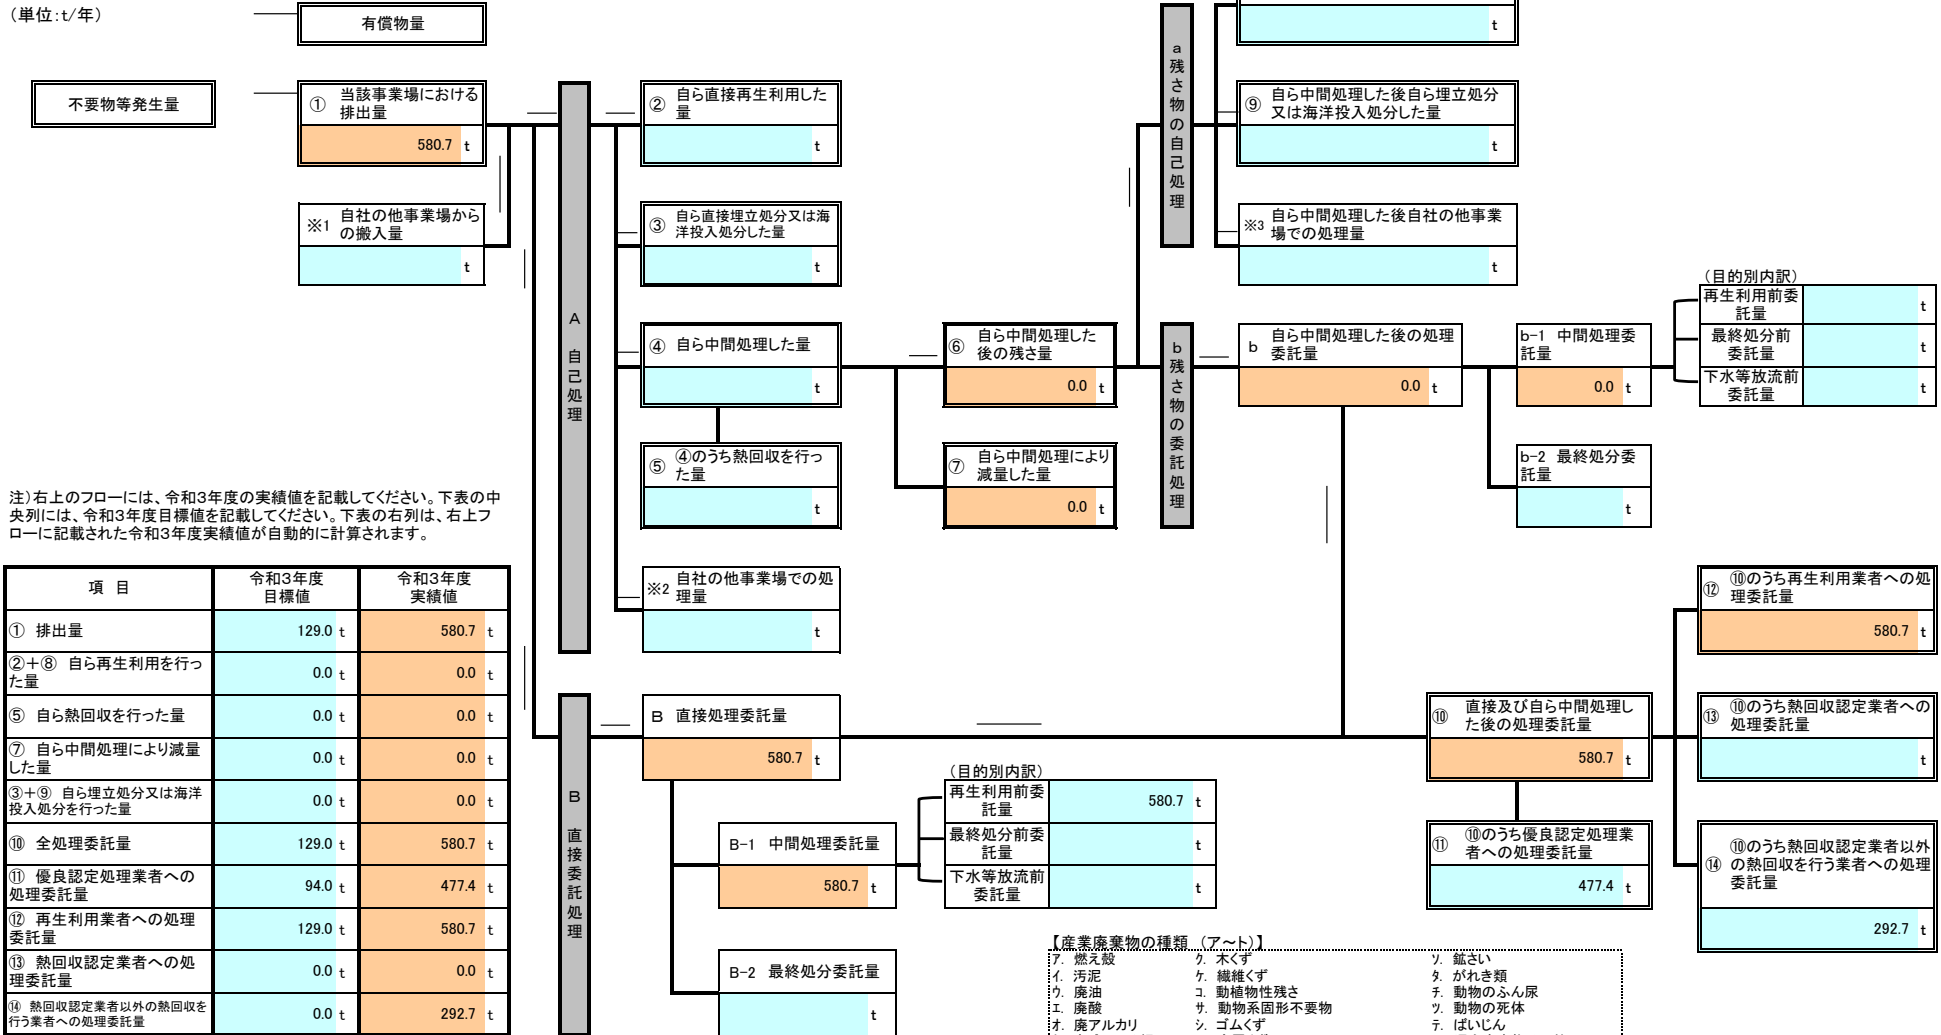 （単位：t/年）
有償物量
t
不要物等発生量
① 当該事業場における
排出量
580.7 t
※1 自社の他事業場から
の搬入量
t
A 自己処理
② 自ら直接再生利用した
量
t
③ 自ら直接埋立処分又は海
洋投入処分した量
t
④ 自ら中間処理した量
t
⑤ ④のうち熱回収を行っ
た量
t
※2 自社の他事業場での処
理量
t
⑥ 自ら中間処理した
後の残さ量
0.0 t
⑦ 自ら中間処理により
減量した量
0.0 t
a 残さ物の自己処理
⑨ 自ら中間処理した後自ら埋立処分
又は海洋投入処分した量
t
※3 自ら中間処理した後自社の他事業
場での処理量
t
b 残さ物の委託処理
b 自ら中間処理した後の処理
委託量
0.0 t
b-1 中間処理委
託量
0.0 t
b-2 最終処分委
託量
t
（目的別内訳）
再生利用前委
託量 t
最終処分前
委託量 t
下水等放流前
委託量 t
注）右上のフローには、令和3年度の実績値を記載してください。下表の中
央列には、令和3年度目標値を記載してください。下表の右列は、右上フ
ローに記載された令和3年度実績値が自動的に計算されます。
項 目 令和3年度
目標値 令和3年度
実績値
① 排出量 129.0 t 580.7 t
②＋⑧ 自ら再生利用を行っ
た量 0.0 t 0.0 t
⑤ 自ら熱回収を行った量 0.0 t 0.0 t
⑦ 自ら中間処理により減量
した量 0.0 t 0.0 t
③＋⑨ 自ら埋立処分又は海洋
投入処分を行った量 0.0 t 0.0 t
⑩ 全処理委託量 129.0 t 580.7 t
⑪ 優良認定処理業者への
処理委託量 94.0 t 477.4 t
⑫ 再生利用業者への処理
委託量 129.0 t 580.7 t
⑬ 熱回収認定業者への処
理委託量 0.0 t 0.0 t
⑭ 熱回収認定業者以外の熱回収を
行う業者への処理委託量 0.0 t 292.7 t
B 直接委託処理
B 直接処理委託量
580.7 t
B-1 中間処理委託量
580.7 t
B-2 最終処分委託量
t
（目的別内訳）
再生利用前委
託量 580.7 t
最終処分前委
託量 t
下水等放流前
委託量 t
⑩ 直接及び自ら中間処理し
た後の処理委託量
580.7 t
⑪ ⑩のうち優良認定処理業
者への処理委託量
477.4 t
⑫ ⑩のうち再生利用業者への処
理委託量
580.7 t
⑬ ⑩のうち熱回収認定業者への
処理委託量
t
⑭ ⑩のうち熱回収認定業者以外
の熱回収を行う業者への処理
委託量
292.7 t
【産業廃棄物の種類 （ア～ト）】
ア. 燃え殻 ク. 木くず ソ. 鉱さい
イ. 汚泥 ケ. 繊維くず タ. がれき類
ウ. 廃油 コ. 動植物性残さ チ. 動物のふん尿
エ. 廃酸 サ. 動物系固形不要物 ツ. 動物の死体
オ. 廃アルカリ シ. ゴムくず テ. ばいじん